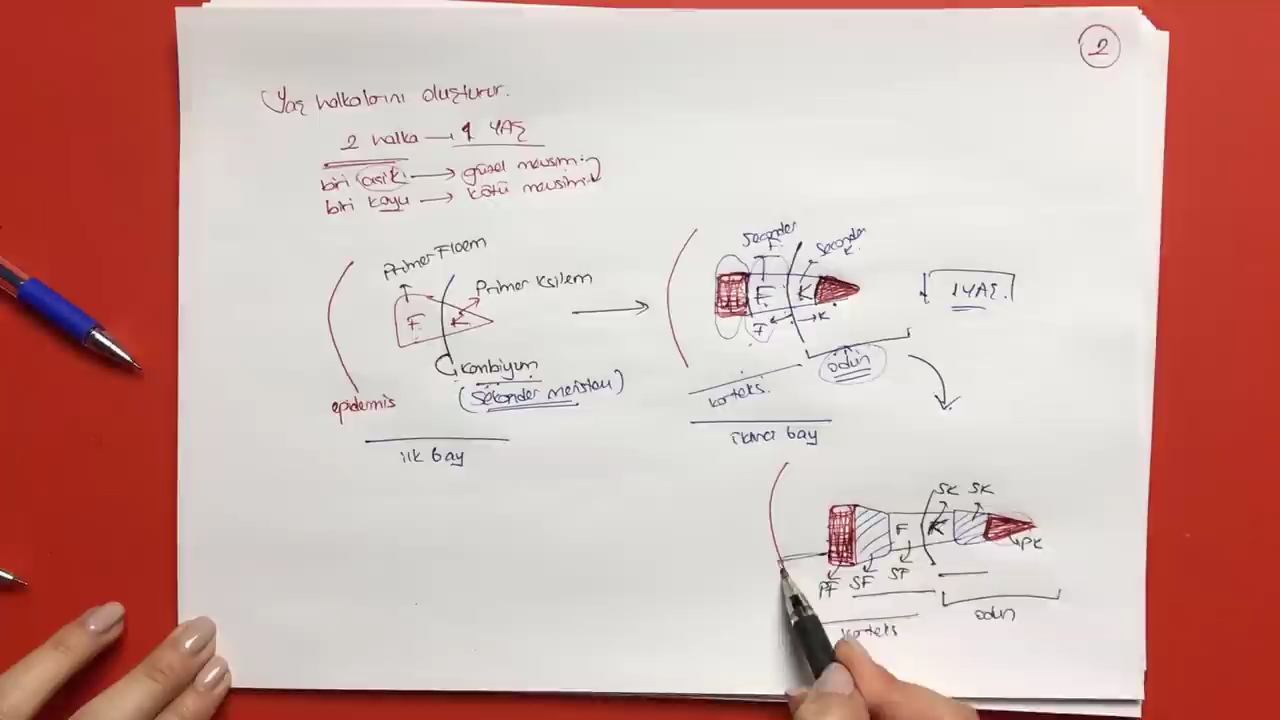 2
Yaş halkalarını oluşturur.
2 halka → 1 YAŞ
biri açık → güzel mevsim
biri koyu → kötü mevsim
Primer Floem
Primer Ksilem
F K
Kambiyum
(Sekonder meristem)
epidermis
ilk bay
Seconder F.
Seconder K.
F K
F K
1 YAŞ.
odun
korteks.
ikinci bay
SK SK
F K
PK
PF SF SF
odun
korteks